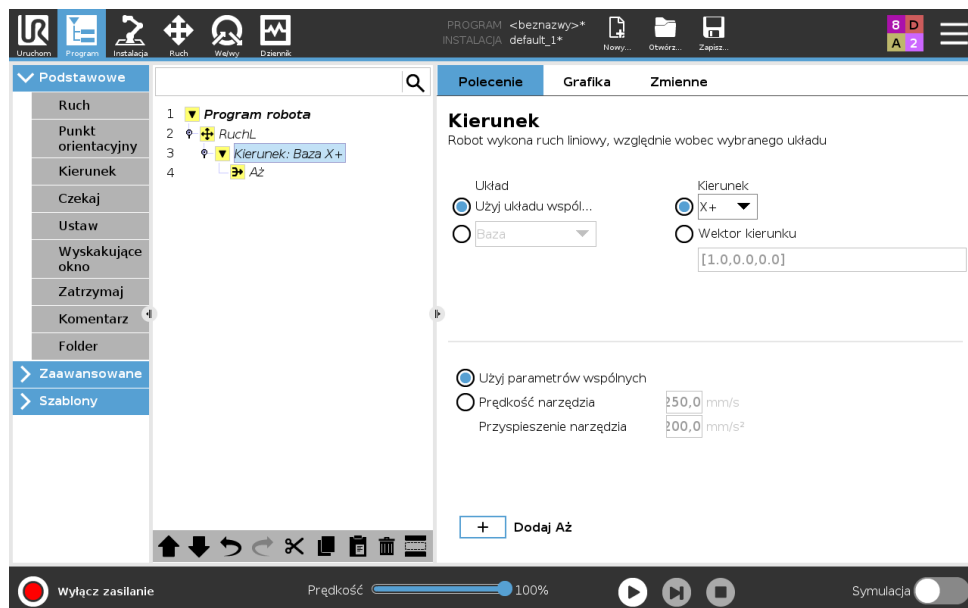 PROGRAM <beznazwy>*
INSTALACJA default_1*
Uruchom Program Instalacja Ruch We/wy Dziennik Nowy... Otwórz... Zapisz...
8 D
A 2
Podstawowe
Ruch
Punkt
orientacyjny
Kierunek
Czekaj
Ustaw
Wyskakujące
okno
Zatrzymaj
Komentarz
Folder
Zaawansowane
Szablony
1 Program robota
2 RuchL
3 Kierunek: Baza X+
4 Aż
Polecenie Grafika Zmienne
Kierunek
Robot wykona ruch liniowy, względnie wobec wybranego układu
Układ Kierunek
Użyj układu wspól... X+
Baza Wektor kierunku
[1.0,0.0,0.0]
Użyj parametrów wspólnych
Prędkość narzędzia 250,0 mm/s
Przyspieszenie narzędzia 200,0 mm/s²
+ Dodaj Aż
Wyłącz zasilanie Prędkość 100% Symulacja